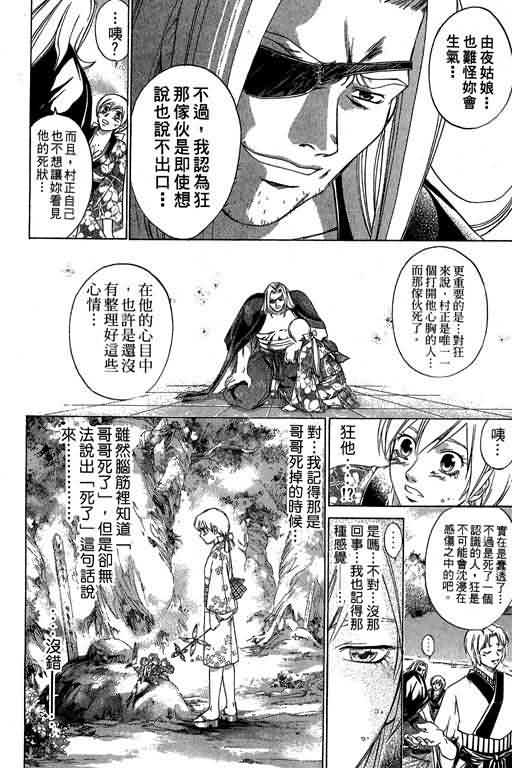 由夜姑娘…
也難怪妳會
生氣…
不過，我認為狂
那傢伙是即使想
說也說不出口…
…咦？
而且，村正自己
也不想讓妳看見
他的死狀…
更重要的是…對狂
來說，村正是唯一一
個打開他心胸的人…
而那傢伙死了。
在他的心目中
，也許是還沒
有整理好這些
心情…
咦…
狂他…
……!?
實在是蠢透了…
不過是死了一個
認識的人，狂是
不可能會沈浸在
感傷之中的吧。
……
是嗎…不對…沒那
回事…我也記得那
種感覺……
對…我記得那是
哥哥死掉的時候…
雖然腦筋裡知道「
哥哥死了」，但是卻無
法說出「死了」這句話說
來……
……沒錯——